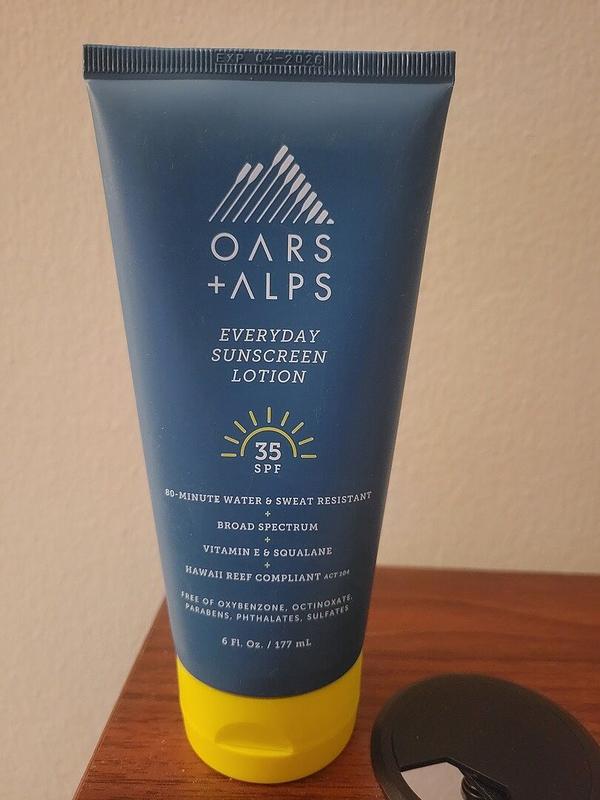 EXP 04-2026
OARS
+ALPS
EVERYDAY
SUNSCREEN
LOTION
35
SPF
80-MINUTE WATER & SWEAT RESISTANT
+
BROAD SPECTRUM
+
VITAMIN E & SQUALANE
+
HAWAII REEF COMPLIANT ACT 104
FREE OF OXYBENZONE, OCTINOXATE,
PARABENS, PHTHALATES, SULFATES
6 Fl. Oz. / 177 mL